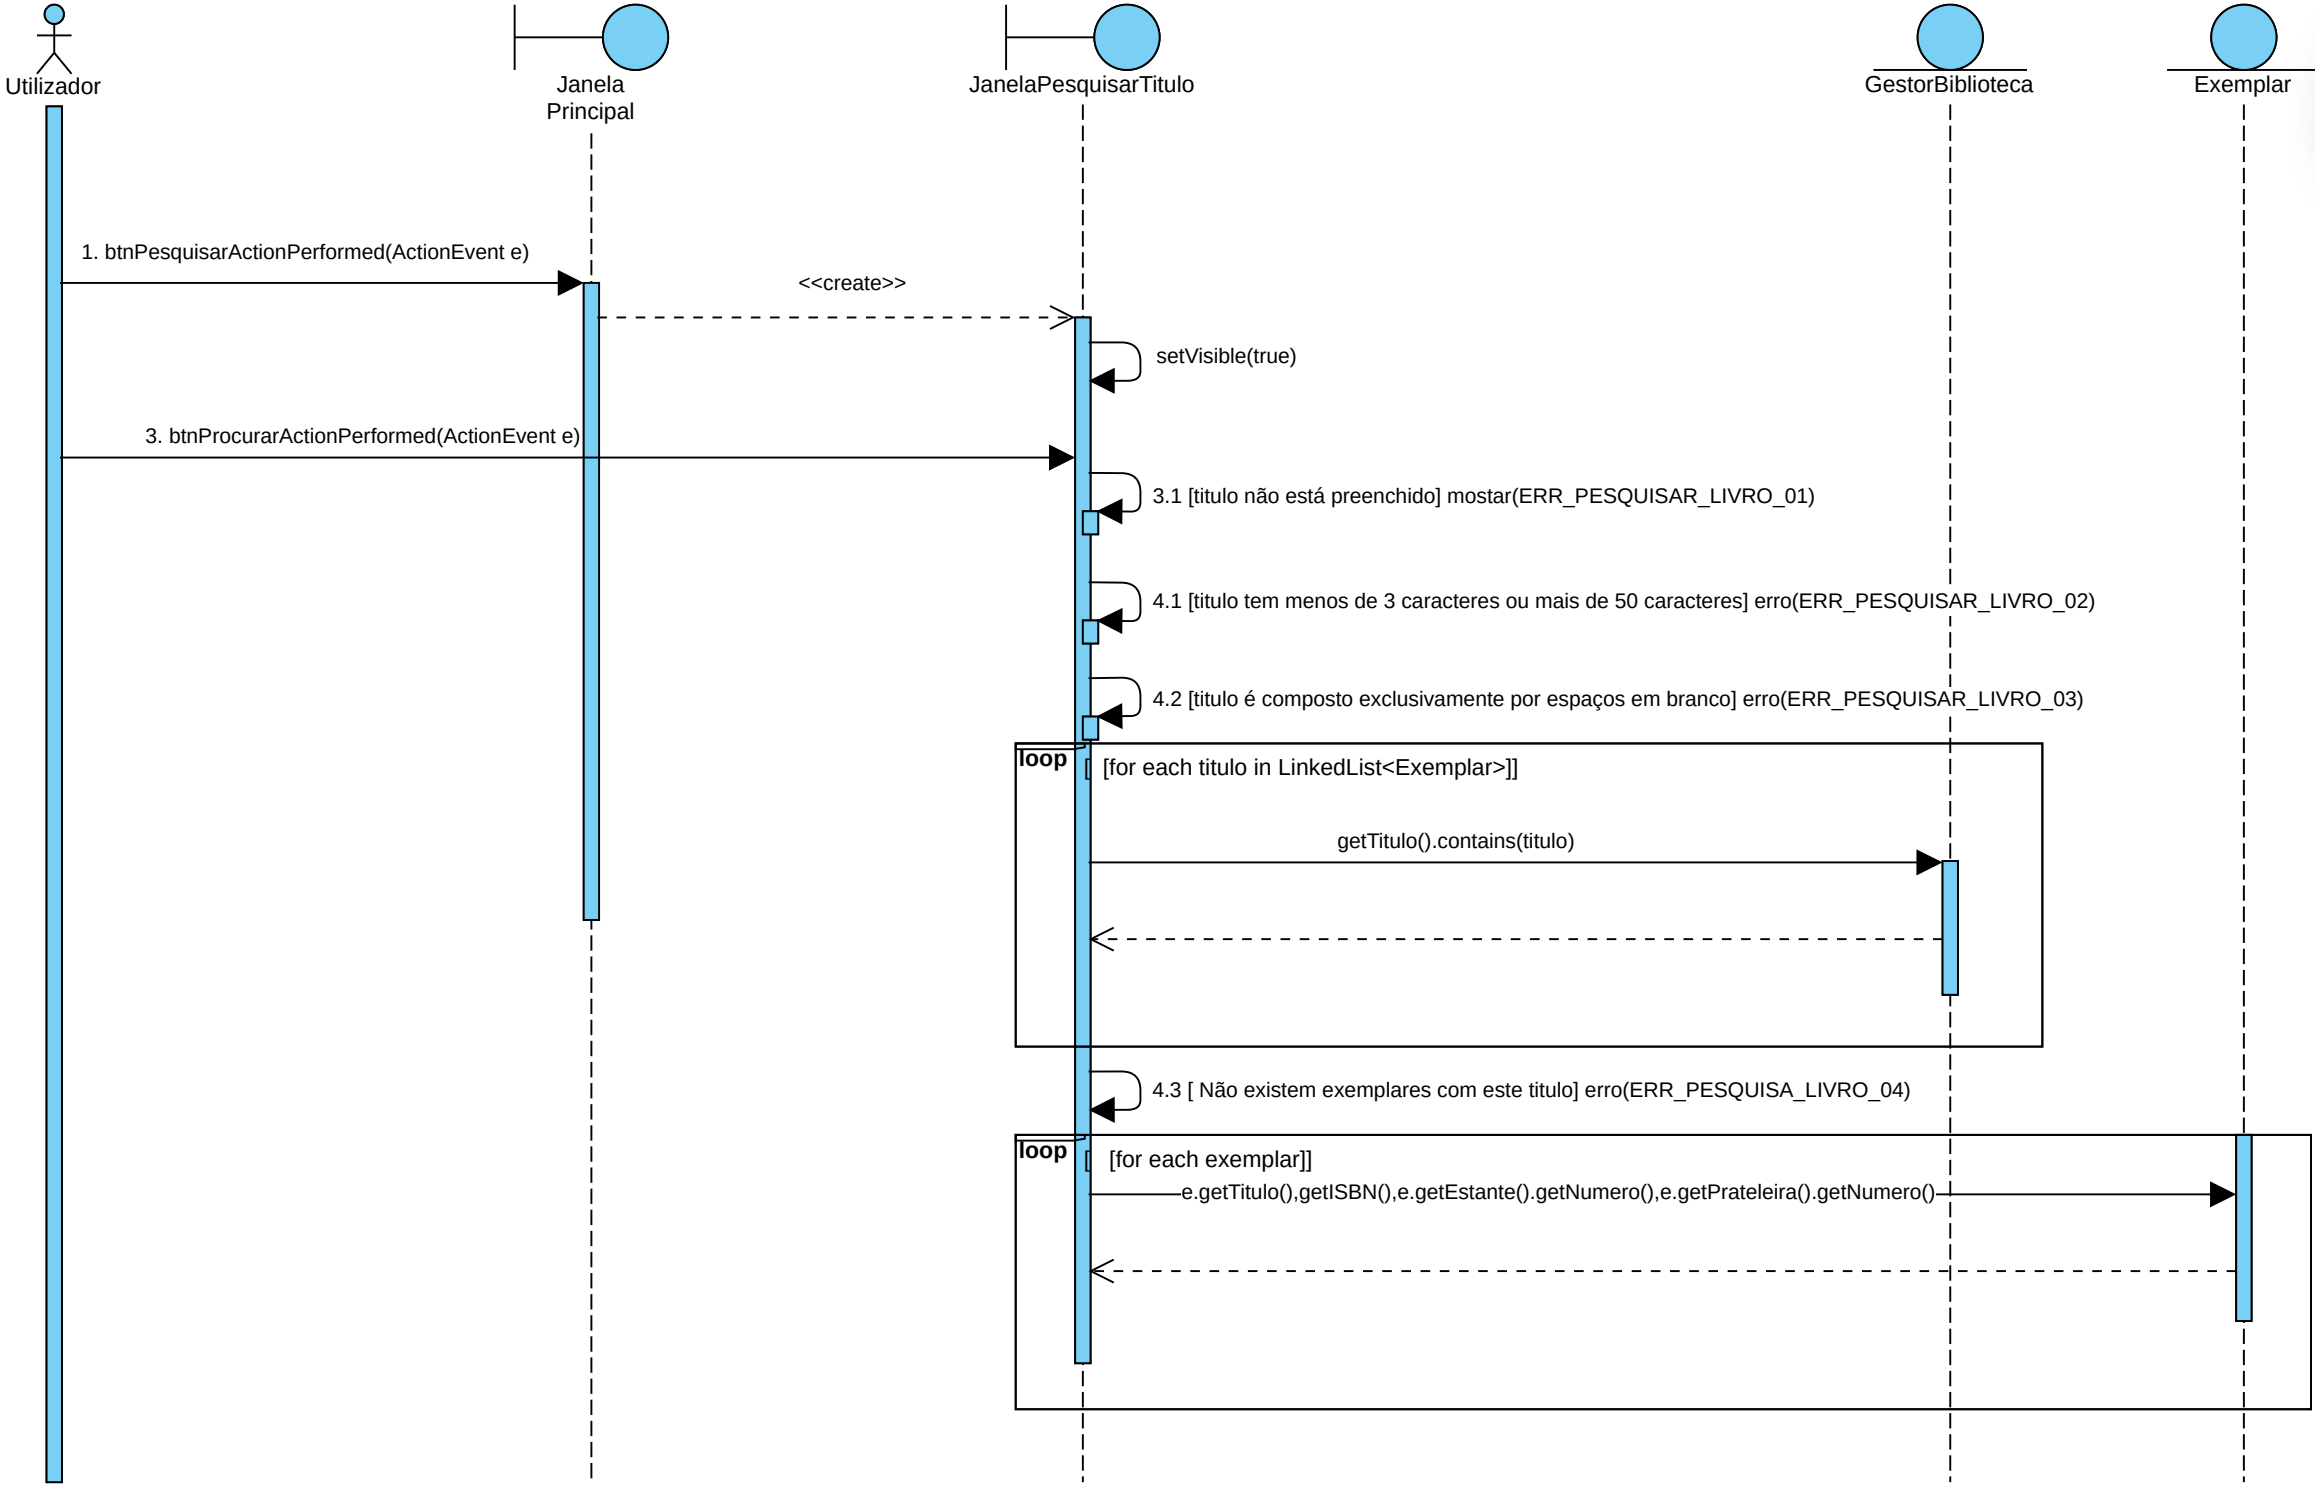 Utilizador
Janela
Principal
JanelaPesquisarTitulo
GestorBiblioteca
Exemplar
1. btnPesquisarActionPerformed(ActionEvent e)
<<create>>
setVisible(true)
3. btnProcurarActionPerformed(ActionEvent e)
3.1 [titulo não está preenchido] mostar(ERR_PESQUISAR_LIVRO_01)
4.1 [titulo tem menos de 3 caracteres ou mais de 50 caracteres] erro(ERR_PESQUISAR_LIVRO_02)
4.2 [titulo é composto exclusivamente por espaços em branco] erro(ERR_PESQUISAR_LIVRO_03)
loop
[for each titulo in LinkedList<Exemplar>]]
getTitulo().contains(titulo)
4.3 [ Não existem exemplares com este titulo] erro(ERR_PESQUISA_LIVRO_04)
loop
[for each exemplar]]
e.getTitulo(),getISBN(),e.getEstante().getNumero(),e.getPrateleira().getNumero()